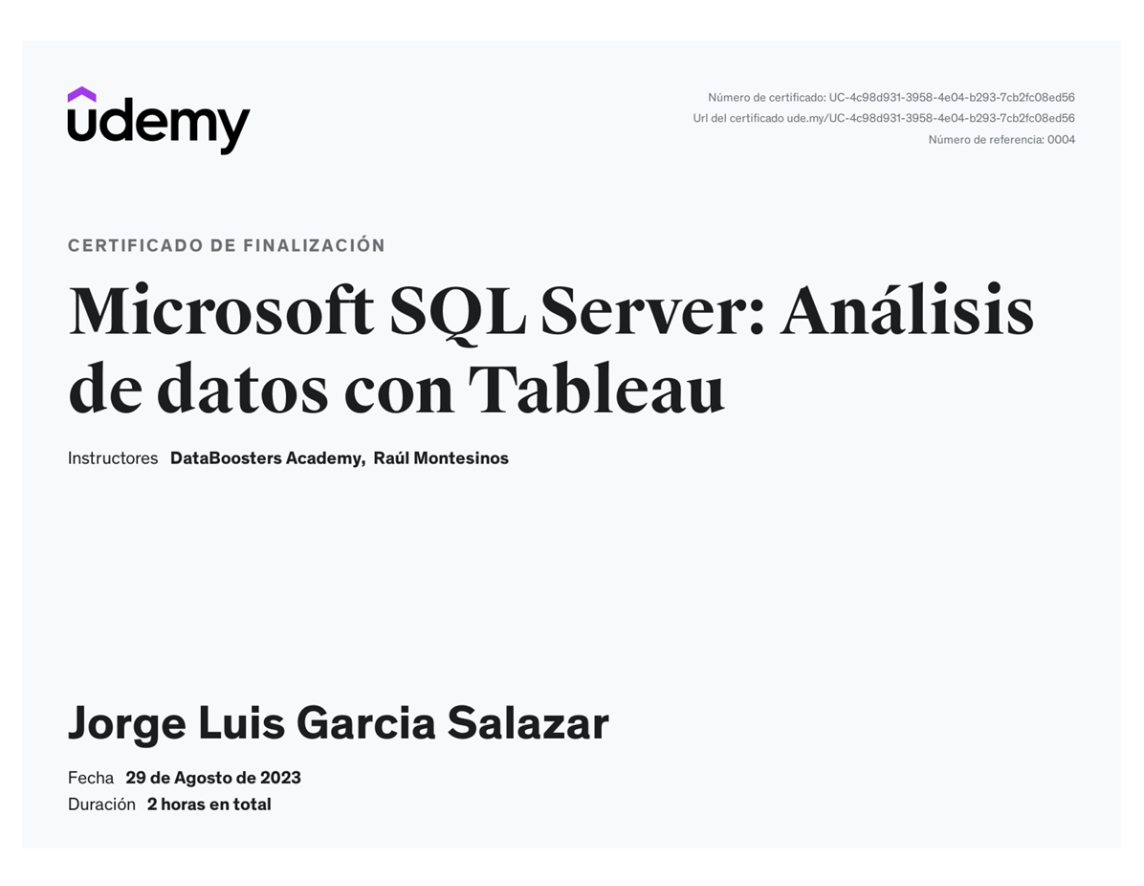 udemy
Número de certificado: UC-4c98d931-3958-4e04-b293-7cb2fc08ed56
Url del certificado ude.my/UC-4c98d931-3958-4e04-b293-7cb2fc08ed56
Número de referencia: 0004
CERTIFICADO DE FINALIZACIÓN
Microsoft SQL Server: Análisis
de datos con Tableau
Instructores DataBoosters Academy, Raúl Montesinos
Jorge Luis Garcia Salazar
Fecha 29 de Agosto de 2023
Duración 2 horas en total